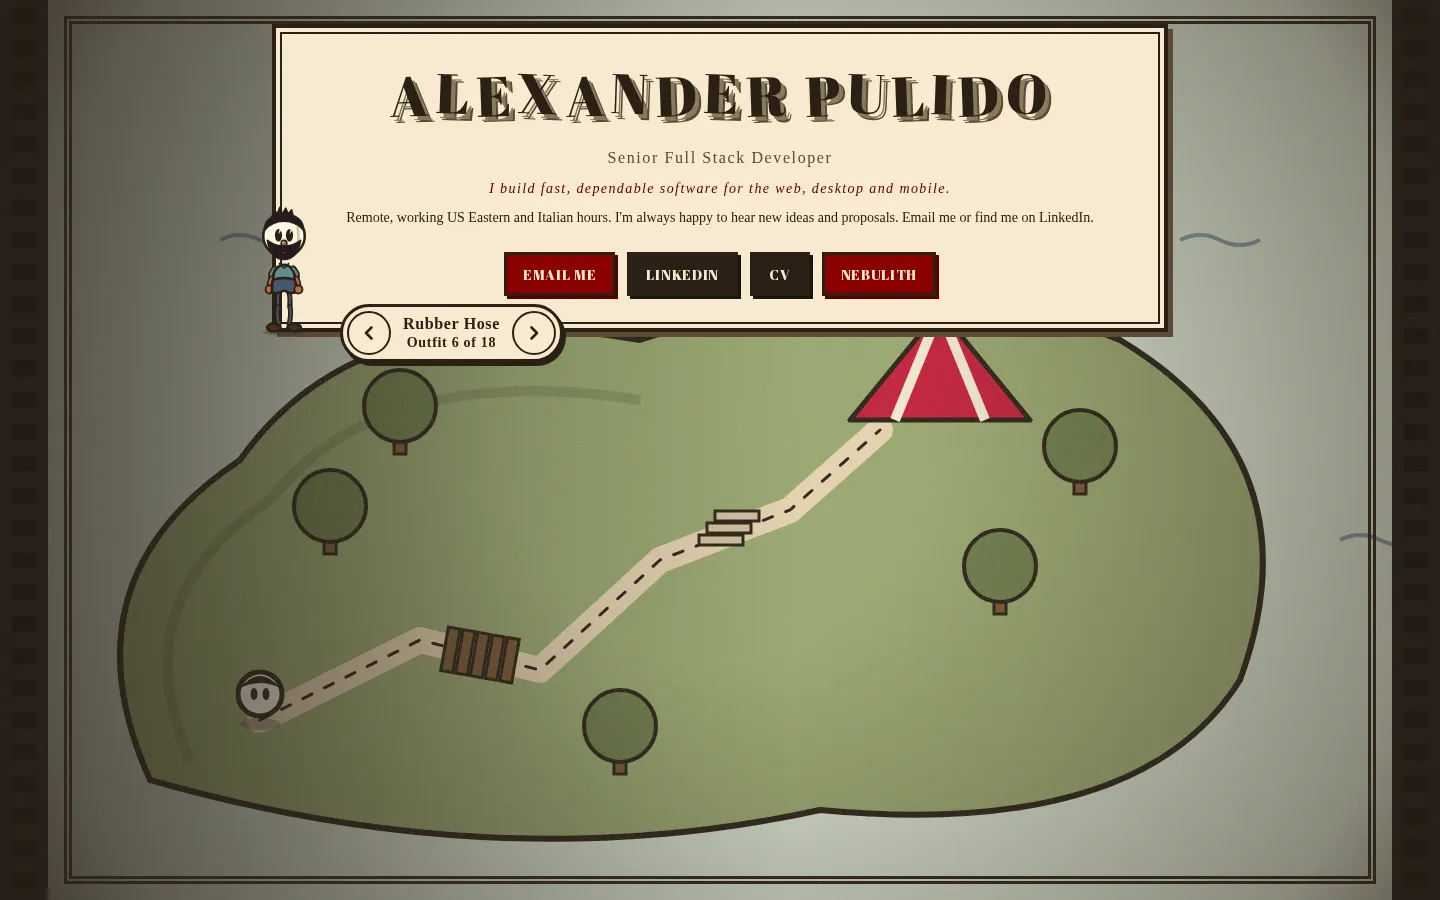 ALEXANDER PULIDO
Senior Full Stack Developer
I build fast, dependable software for the web, desktop and mobile.
Remote, working US Eastern and Italian hours. I'm always happy to hear new ideas and proposals. Email me or find me on LinkedIn.
EMAIL ME LINKEDIN CV NEBULITH
Rubber Hose
Outfit 6 of 18